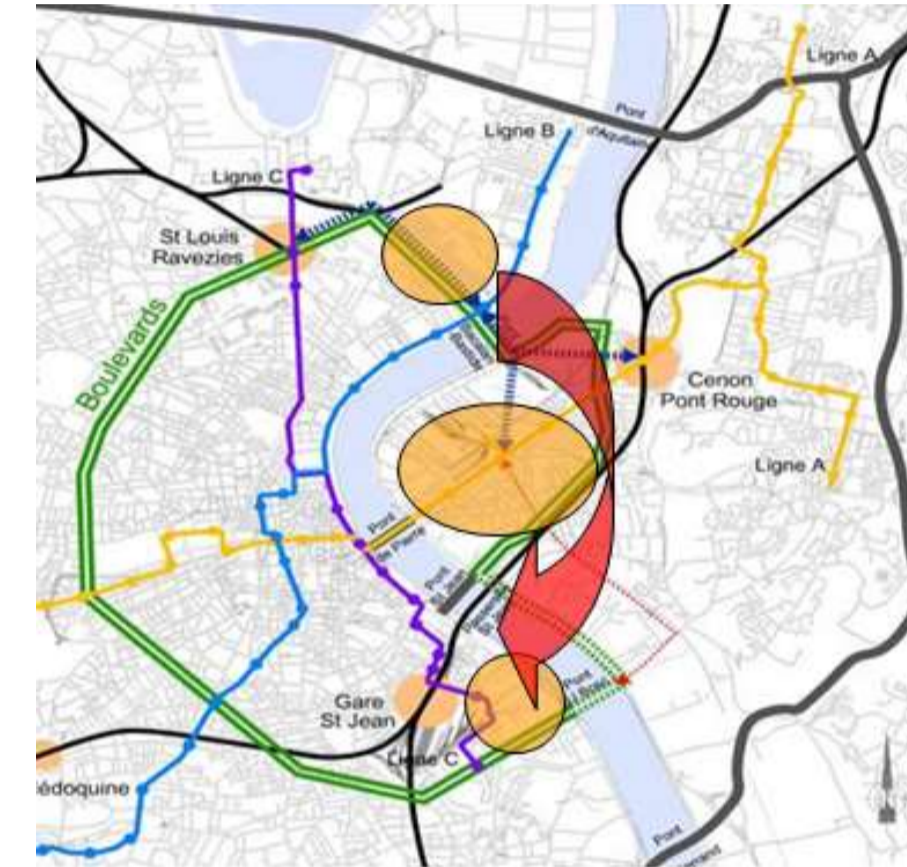 Ligne A
Pont
d'Aquitaine
Ligne B
Ligne C
St Louis
Ravezies
Boulevards
Cenon
Pont Rouge
Ligne A
Pont
de Pierre
Pont
St Jean
Gare
St Jean
Pont
Ligne C
édoquine
Pont